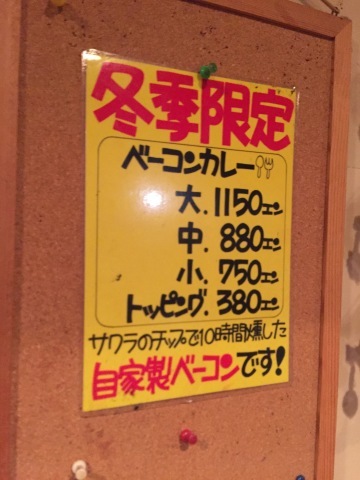 冬季限定
ベーコンカレー
大.1150エン
中.880エン
小.750エン
トッピング.380エン
サクラのチップで10時間燻した
自家製ベーコンです!